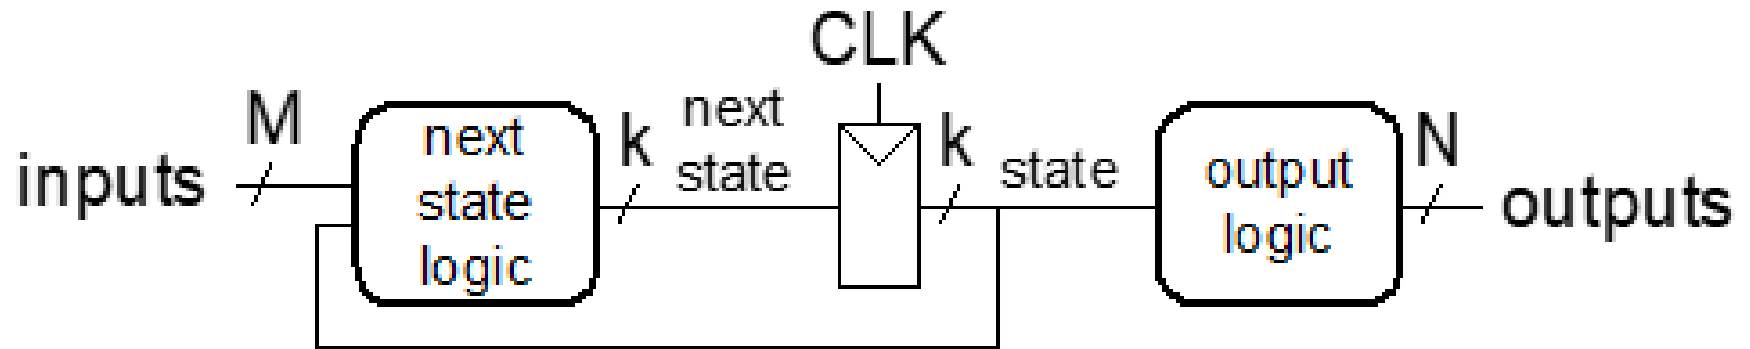 CLK
M
inputs
next
state
logic
k
next
state
k
state
output
logic
N
outputs